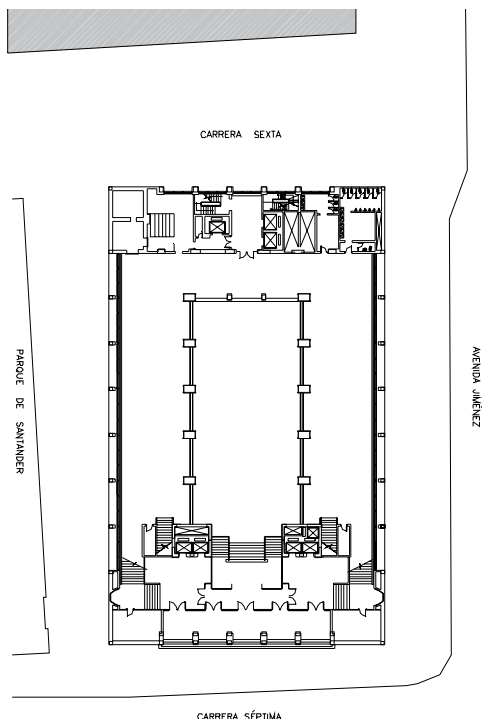 CARRERA SEXTA
PARQUE DE SANTANDER
AVENIDA JIMÉNEZ
CARRERA SÉPTIMA